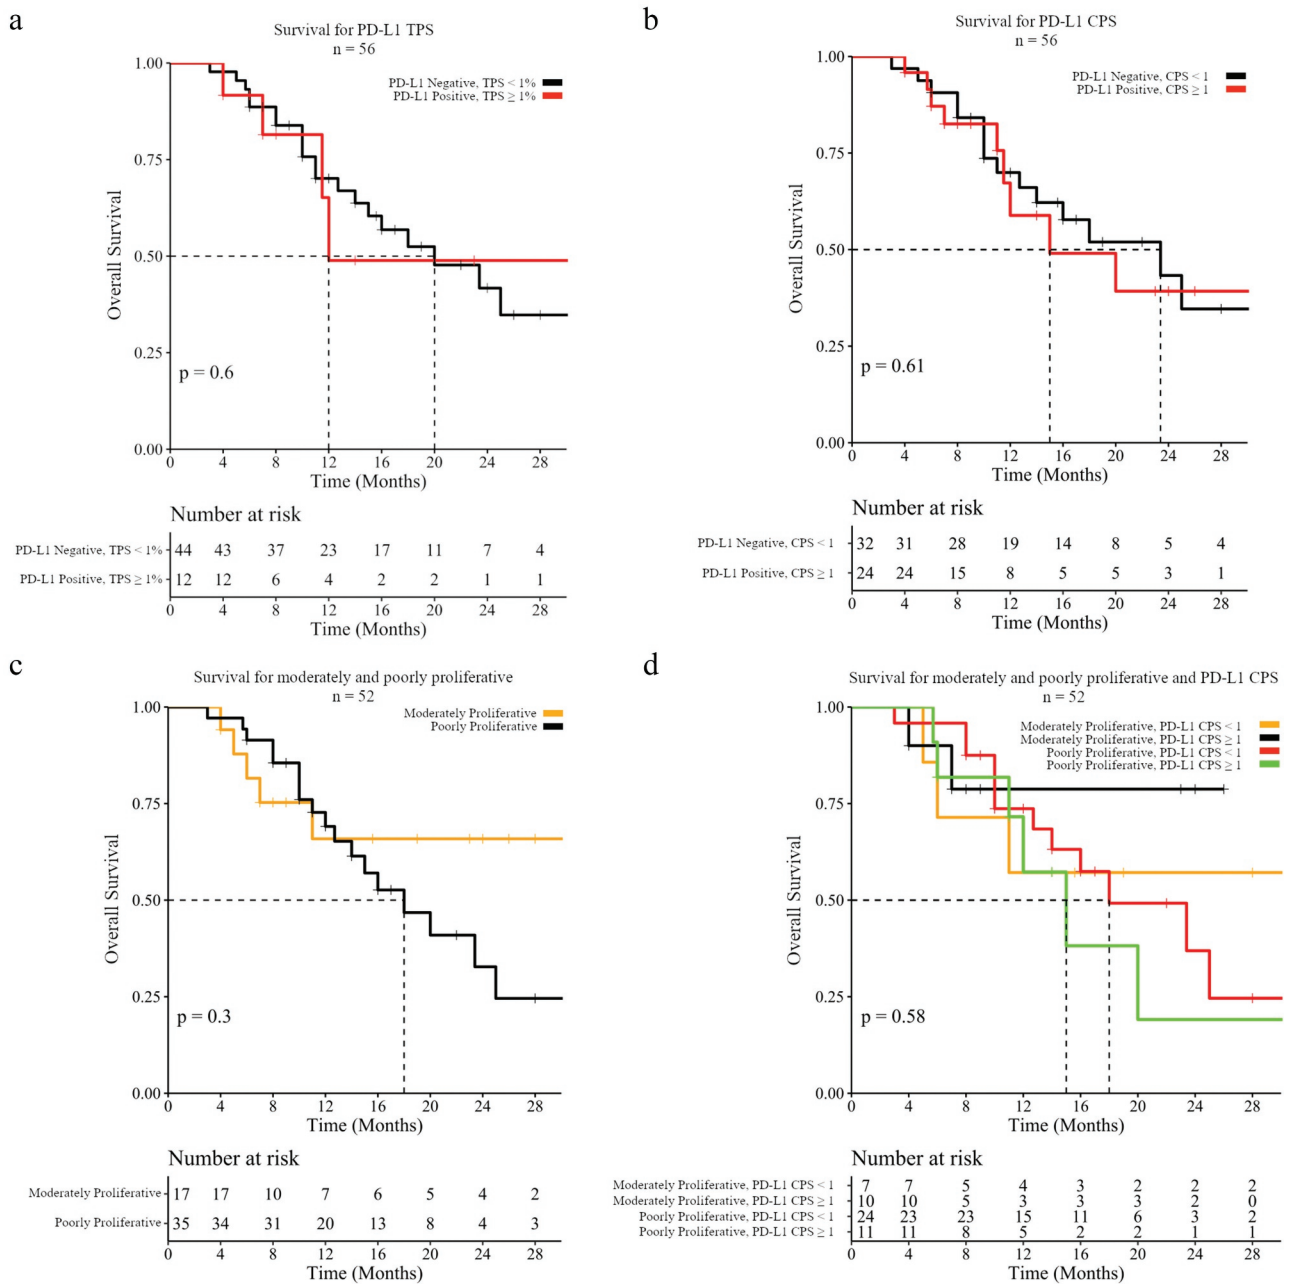 a
Survival for PD-L1 TPS
n = 56
PD-L1 Negative, TPS < 1%
PD-L1 Positive, TPS ≥ 1%
1.00
0.75
0.50
0.25
0.00
Overall Survival
p = 0.6
0 4 8 12 16 20 24 28
Time (Months)
Number at risk
PD-L1 Negative, TPS < 1% 44 43 37 23 17 11 7 4
PD-L1 Positive, TPS ≥ 1% 12 12 6 4 2 2 1 1
0 4 8 12 16 20 24 28
Time (Months)
b
Survival for PD-L1 CPS
n = 56
PD-L1 Negative, CPS < 1
PD-L1 Positive, CPS ≥ 1
1.00
0.75
0.50
0.25
0.00
Overall Survival
p = 0.61
0 4 8 12 16 20 24 28
Time (Months)
Number at risk
PD-L1 Negative, CPS < 1 32 31 28 19 14 8 5 4
PD-L1 Positive, CPS ≥ 1 24 24 15 8 5 5 3 1
0 4 8 12 16 20 24 28
Time (Months)
c
Survival for moderately and poorly proliferative
n = 52
Moderately Proliferative
Poorly Proliferative
1.00
0.75
0.50
0.25
0.00
Overall Survival
p = 0.3
0 4 8 12 16 20 24 28
Time (Months)
Number at risk
Moderately Proliferative 17 17 10 7 6 5 4 2
Poorly Proliferative 35 34 31 20 13 8 4 3
0 4 8 12 16 20 24 28
Time (Months)
d
Survival for moderately and poorly proliferative and PD-L1 CPS
n = 52
Moderately Proliferative, PD-L1 CPS < 1
Moderately Proliferative, PD-L1 CPS ≥ 1
Poorly Proliferative, PD-L1 CPS < 1
Poorly Proliferative, PD-L1 CPS ≥ 1
1.00
0.75
0.50
0.25
0.00
Overall Survival
p = 0.58
0 4 8 12 16 20 24 28
Time (Months)
Number at risk
Moderately Proliferative, PD-L1 CPS < 1 7 7 5 4 3 2 2 2
Moderately Proliferative, PD-L1 CPS ≥ 1 10 10 5 3 3 3 2 0
Poorly Proliferative, PD-L1 CPS < 1 24 23 23 15 11 6 3 2
Poorly Proliferative, PD-L1 CPS ≥ 1 11 11 8 5 2 2 1 1
0 4 8 12 16 20 24 28
Time (Months)